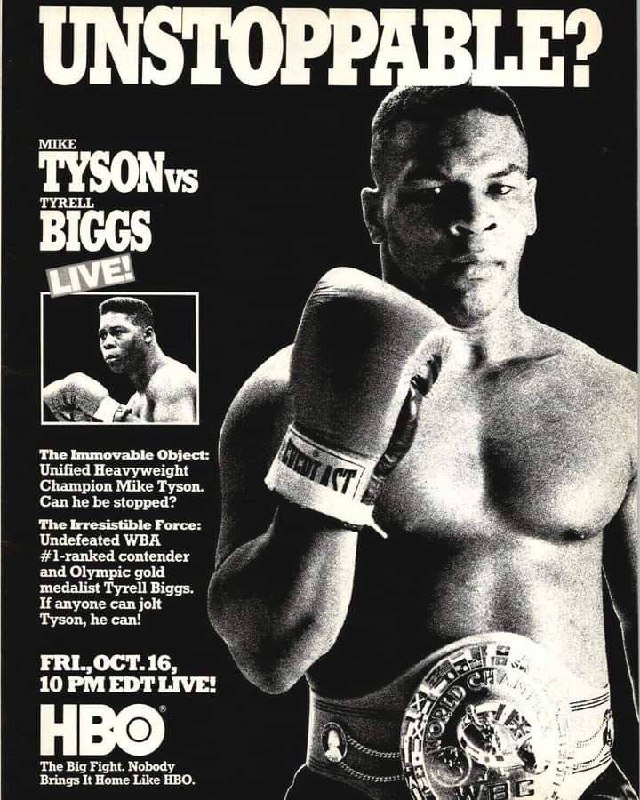 UNSTOPPABLE?
MIKE
TYSON VS
TYRELL
BIGGS
LIVE!
The Immovable Object:
Unified Heavyweight
Champion Mike Tyson.
Can he be stopped?
The Irresistible Force:
Undefeated WBA
#1-ranked contender
and Olympic gold
medalist Tyrell Biggs.
If anyone can jolt
Tyson, he can!
FRI., OCT. 16,
10 PM EDT LIVE!
HBO®
The Big Fight. Nobody
Brings It Home Like HBO.
WORLD CHAMPION
WBC